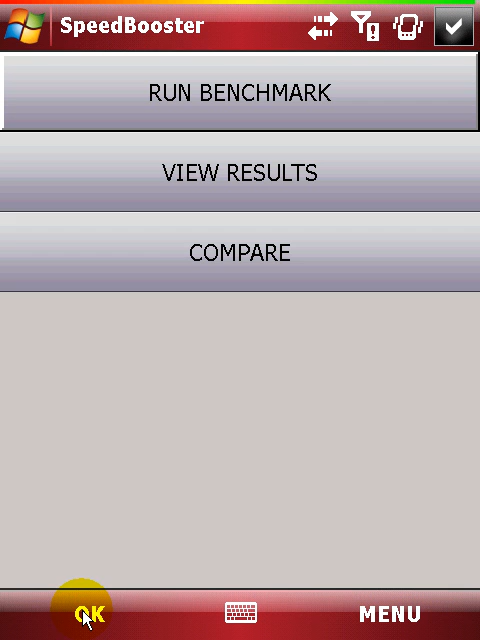 SpeedBooster
RUN BENCHMARK
VIEW RESULTS
COMPARE
OK MENU